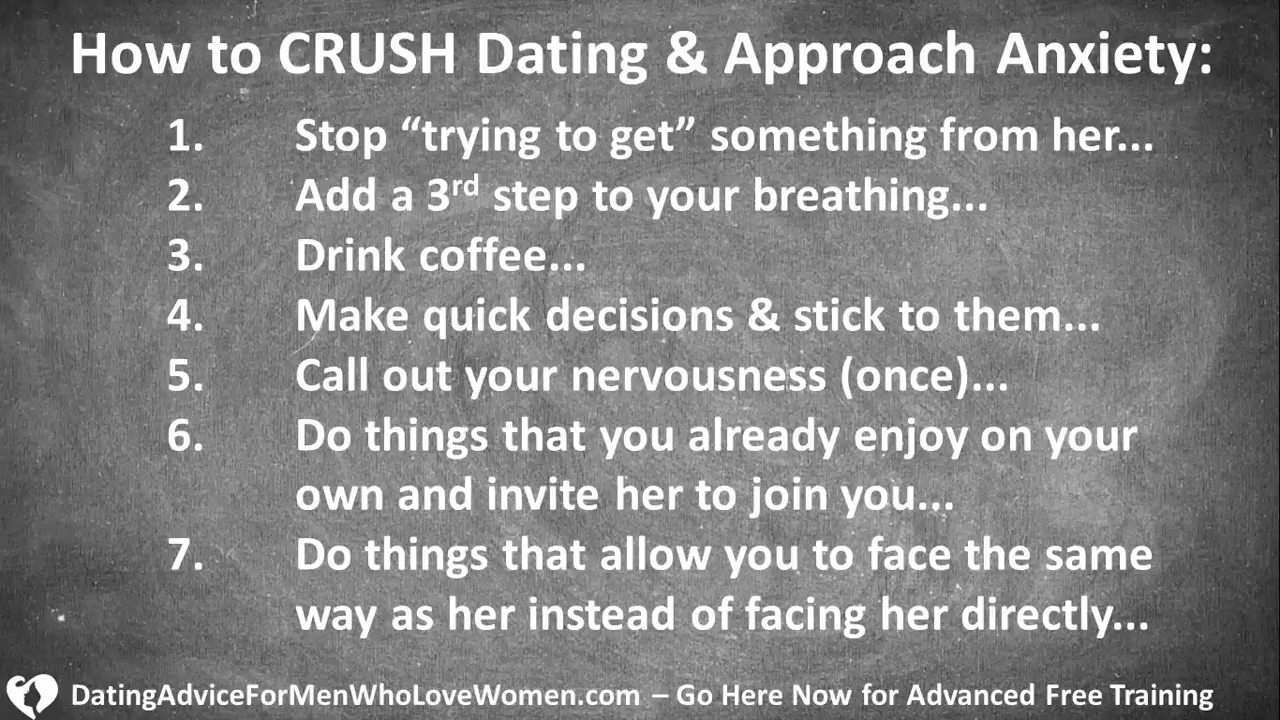 How to CRUSH Dating & Approach Anxiety:
1. Stop “trying to get” something from her...
2. Add a 3rd step to your breathing...
3. Drink coffee...
4. Make quick decisions & stick to them...
5. Call out your nervousness (once)...
6. Do things that you already enjoy on your
own and invite her to join you...
7. Do things that allow you to face the same
way as her instead of facing her directly...
DatingAdviceForMenWhoLoveWomen.com – Go Here Now for Advanced Free Training